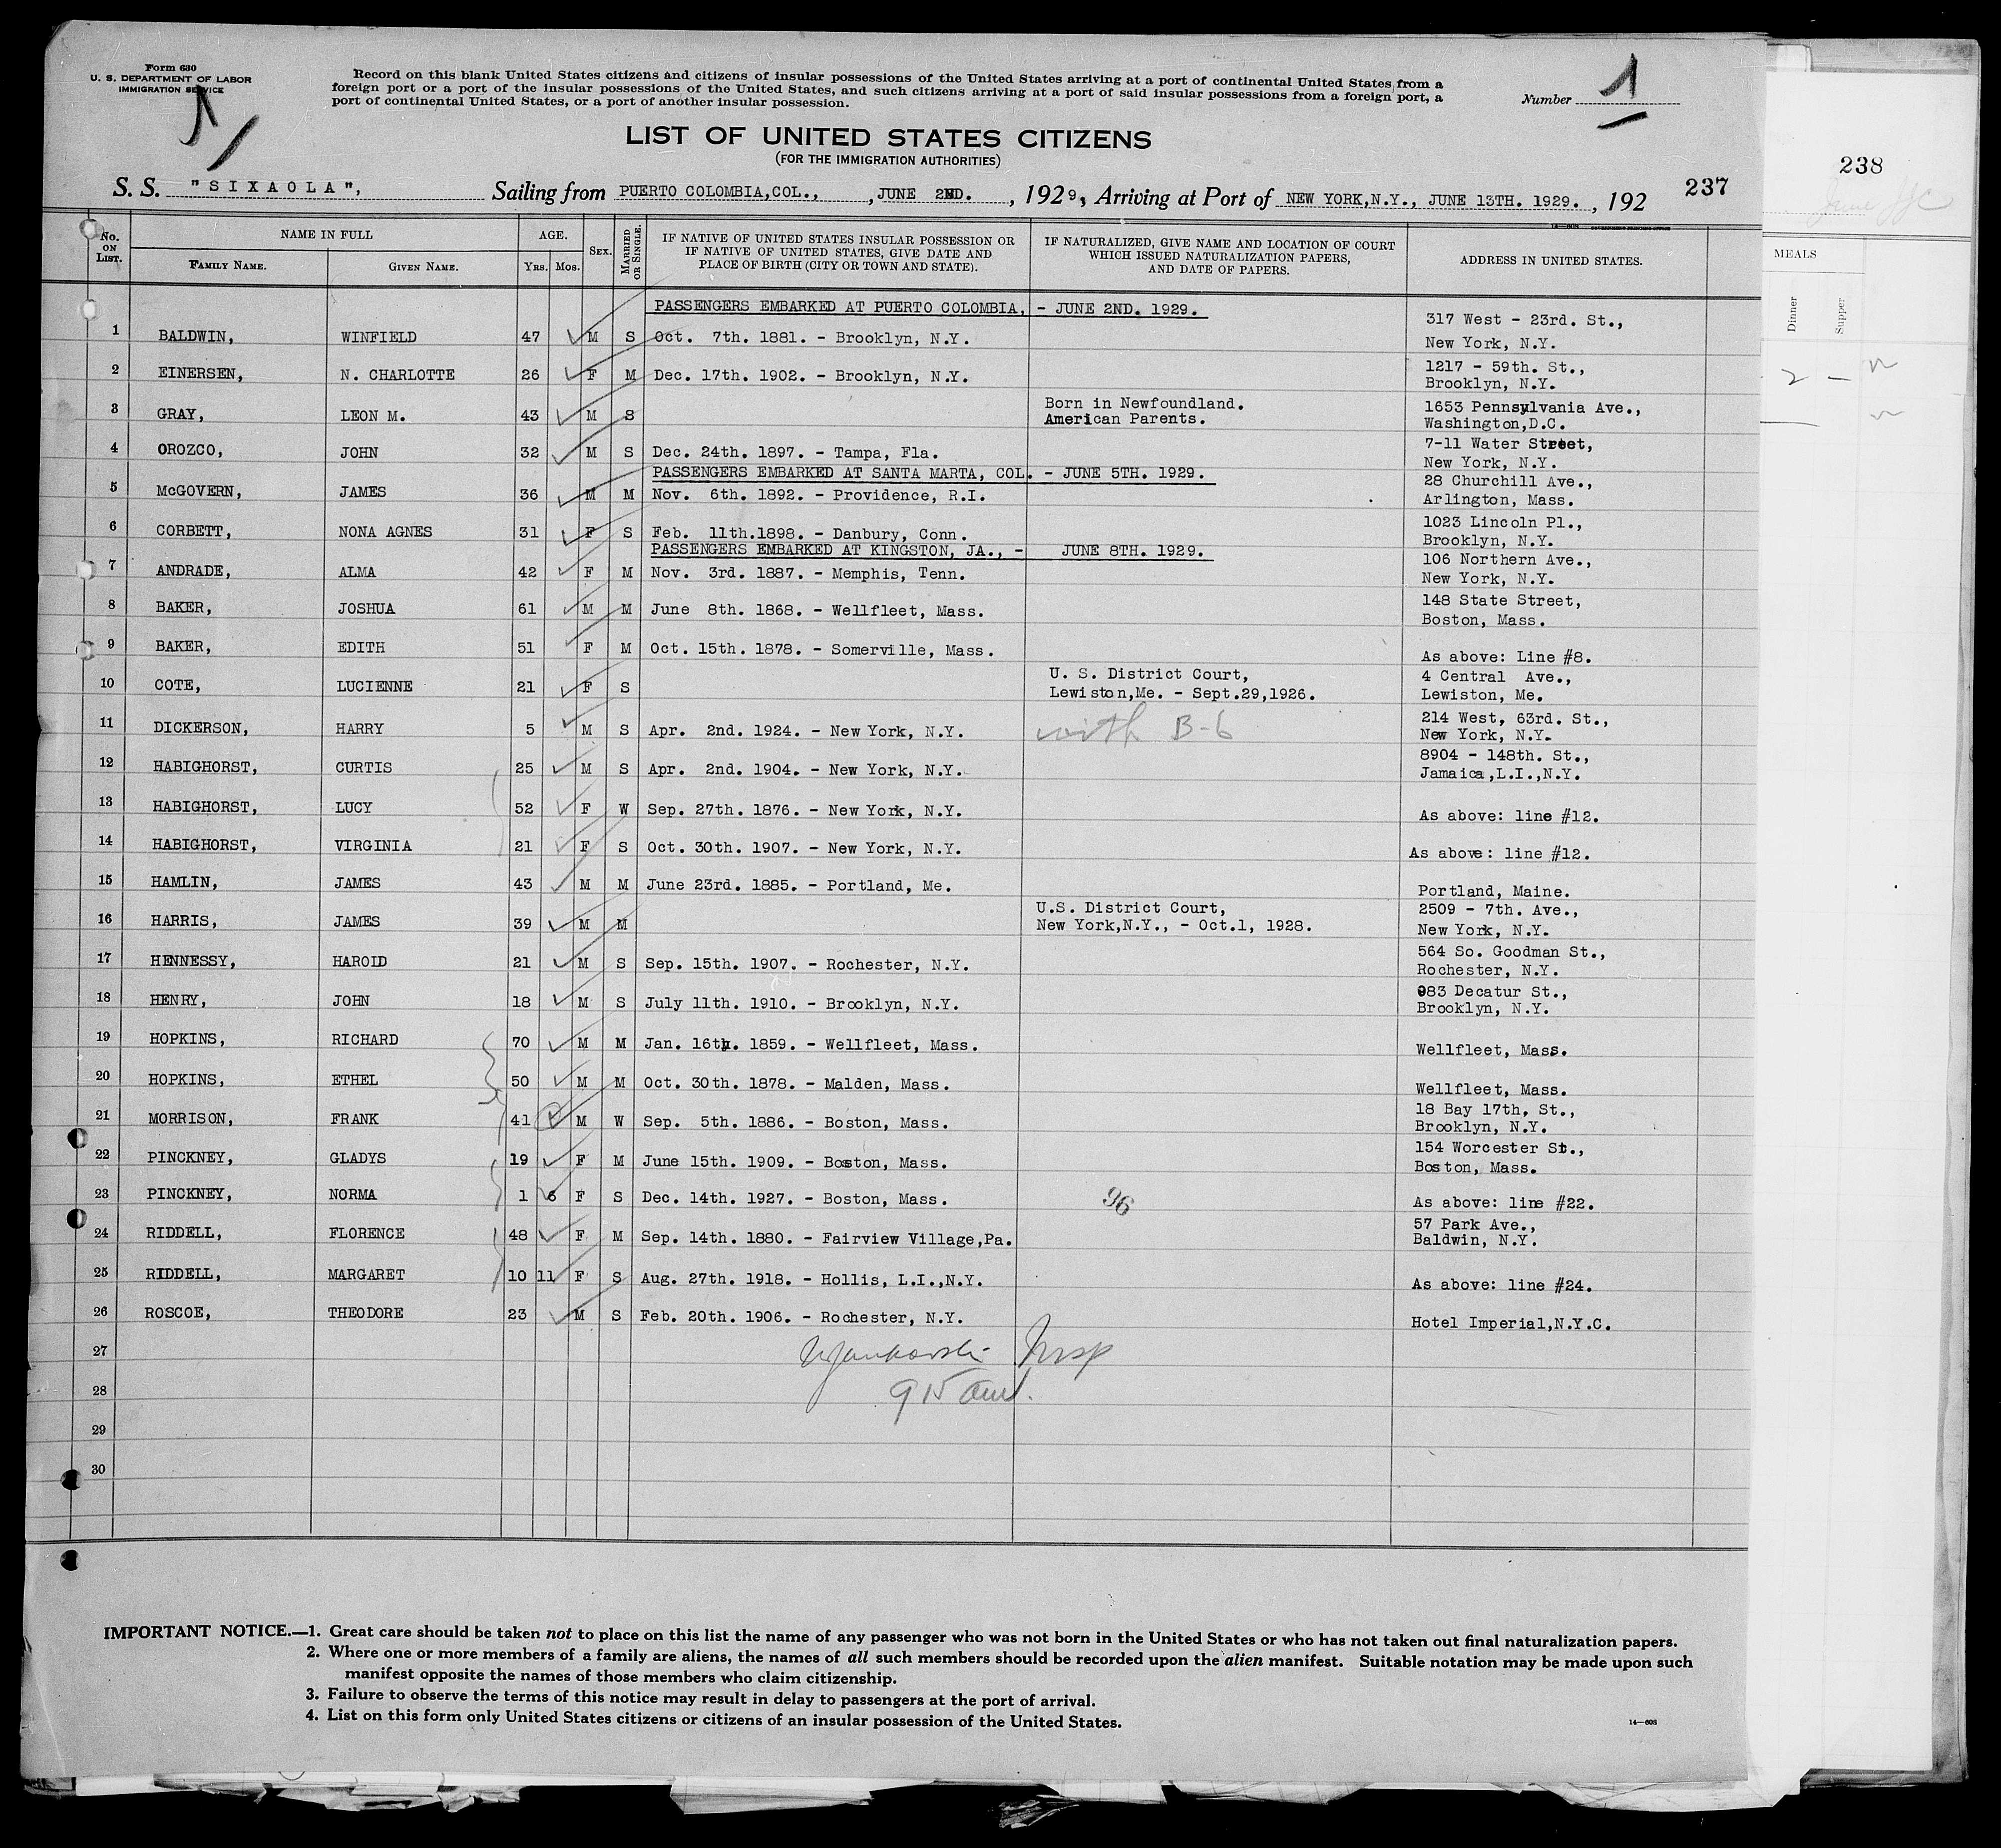 Form 630
U. S. DEPARTMENT OF LABOR
IMMIGRATION SERVICE
Record on this blank United States citizens and citizens of insular possessions of the United States arriving at a port of continental United States from a
foreign port or a port of the insular possessions of the United States, and such citizens arriving at a port of said insular possessions from a foreign port, a
port of continental United States, or a port of another insular possession.
Number 1
LIST OF UNITED STATES CITIZENS
(FOR THE IMMIGRATION AUTHORITIES)
S. S. "SIXAOLA", Sailing from PUERTO COLOMBIA,COL., ,JUNE 2ND. , 1929, Arriving at Port of NEW YORK,N.Y., JUNE 13TH. 1929. , 192
237
238
No. ON LIST.
NAME IN FULL
FAMILY NAME.
GIVEN NAME.
AGE.
YRS. MOS.
SEX.
MARRIED OR SINGLE.
IF NATIVE OF UNITED STATES INSULAR POSSESSION OR
IF NATIVE OF UNITED STATES, GIVE DATE AND
PLACE OF BIRTH (CITY OR TOWN AND STATE).
IF NATURALIZED, GIVE NAME AND LOCATION OF COURT
WHICH ISSUED NATURALIZATION PAPERS,
AND DATE OF PAPERS.
ADDRESS IN UNITED STATES.
MEALS
Dinner
Supper
PASSENGERS EMBARKED AT PUERTO COLOMBIA, - JUNE 2ND. 1929.
1 BALDWIN, WINFIELD 47 M S Oct. 7th. 1881. - Brooklyn, N.Y. 317 West - 23rd. St.,
New York, N.Y.
2 EINERSEN, N. CHARLOTTE 26 F M Dec. 17th. 1902. - Brooklyn, N.Y. 1217 - 59th. St.,
Brooklyn, N.Y.
3 GRAY, LEON M. 43 M S Born in Newfoundland. 1653 Pennsylvania Ave.,
American Parents. Washington,D.C.
4 OROZCO, JOHN 32 M S Dec. 24th. 1897. - Tampa, Fla. 7-11 Water Street,
New York, N.Y.
PASSENGERS EMBARKED AT SANTA MARTA, COL. - JUNE 5TH. 1929.
5 McGOVERN, JAMES 36 M M Nov. 6th. 1892. - Providence, R.I. 28 Churchill Ave.,
Arlington, Mass.
6 CORBETT, NONA AGNES 31 F S Feb. 11th.1898. - Danbury, Conn. 1023 Lincoln Pl.,
Brooklyn, N.Y.
PASSENGERS EMBARKED AT KINGSTON, JA., - JUNE 8TH. 1929.
7 ANDRADE, ALMA 42 F M Nov. 3rd. 1887. - Memphis, Tenn. 106 Northern Ave.,
New York, N.Y.
8 BAKER, JOSHUA 61 M M June 8th. 1868. - Wellfleet, Mass. 148 State Street,
Boston, Mass.
9 BAKER, EDITH 51 F M Oct. 15th. 1878. - Somerville, Mass. As above: Line #8.
10 COTE, LUCIENNE 21 F S U. S. District Court, 4 Central Ave.,
Lewiston,Me. - Sept.29,1926. Lewiston, Me.
11 DICKERSON, HARRY 5 M S Apr. 2nd. 1924. - New York, N.Y. with B-6 214 West, 63rd. St.,
New York, N.Y.
12 HABIGHORST, CURTIS 25 M S Apr. 2nd. 1904. - New York, N.Y. 8904 - 148th. St.,
Jamaica,L.I.,N.Y.
13 HABIGHORST, LUCY 52 F W Sep. 27th. 1876. - New York, N.Y. As above: line #12.
14 HABIGHORST, VIRGINIA 21 F S Oct. 30th. 1907. - New York, N.Y. As above: line #12.
15 HAMLIN, JAMES 43 M M June 23rd. 1885. - Portland, Me. Portland, Maine.
16 HARRIS, JAMES 39 M M U.S. District Court, 2509 - 7th. Ave.,
New York,N.Y., - Oct.1, 1928. New York, N.Y.
17 HENNESSY, HAROLD 21 M S Sep. 15th. 1907. - Rochester, N.Y. 564 So. Goodman St.,
Rochester, N.Y.
18 HENRY, JOHN 18 M S July 11th. 1910. - Brooklyn, N.Y. 983 Decatur St.,
Brooklyn, N.Y.
19 HOPKINS, RICHARD 70 M M Jan. 16th. 1859. - Wellfleet, Mass. Wellfleet, Mass.
20 HOPKINS, ETHEL 50 M M Oct. 30th. 1878. - Malden, Mass. Wellfleet, Mass.
21 MORRISON, FRANK 41 M W Sep. 5th. 1886. - Boston, Mass. 18 Bay 17th, St.,
Brooklyn, N.Y.
22 PINCKNEY, GLADYS 19 F M June 15th. 1909. - Boston, Mass. 154 Worcester St.,
Boston, Mass.
23 PINCKNEY, NORMA 1 6 F S Dec. 14th. 1927. - Boston, Mass. 96 As above: line #22.
24 RIDDELL, FLORENCE 48 F M Sep. 14th. 1880. - Fairview Village,Pa. 57 Park Ave.,
Baldwin, N.Y.
25 RIDDELL, MARGARET 10 11 F S Aug. 27th. 1918. - Hollis, L.I.,N.Y. As above: line #24.
26 ROSCOE, THEODORE 23 M S Feb. 20th. 1906. - Rochester, N.Y. Hotel Imperial,N.Y.C.
27 Insp
28 915 am.
29
30
IMPORTANT NOTICE.—1. Great care should be taken not to place on this list the name of any passenger who was not born in the United States or who has not taken out final naturalization papers.
2. Where one or more members of a family are aliens, the names of all such members should be recorded upon the alien manifest. Suitable notation may be made upon such
manifest opposite the names of those members who claim citizenship.
3. Failure to observe the terms of this notice may result in delay to passengers at the port of arrival.
4. List on this form only United States citizens or citizens of an insular possession of the United States.
14—608